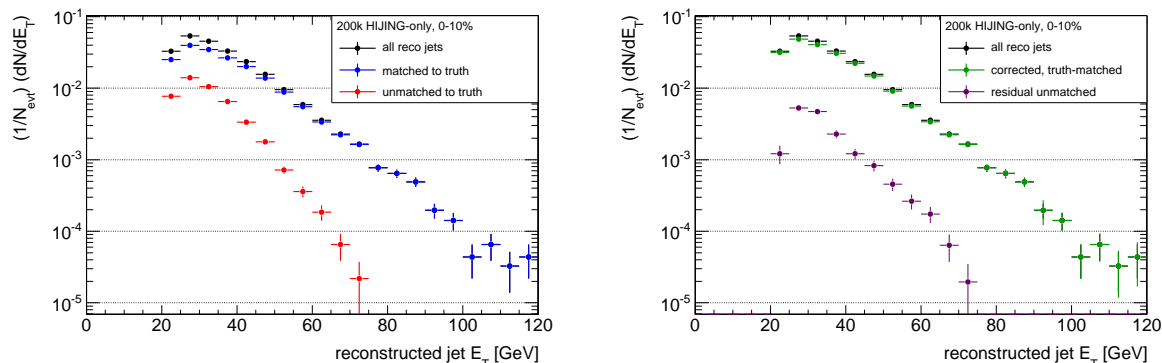 (1/N_evt) (dN/dE_T)
10^-1
10^-2
10^-3
10^-4
10^-5
200k HIJING-only, 0-10%
all reco jets
matched to truth
unmatched to truth
0 20 40 60 80 100 120
reconstructed jet E_T [GeV]
(1/N_evt) (dN/dE_T)
10^-1
10^-2
10^-3
10^-4
10^-5
200k HIJING-only, 0-10%
all reco jets
corrected, truth-matched
residual unmatched
0 20 40 60 80 100 120
reconstructed jet E_T [GeV]